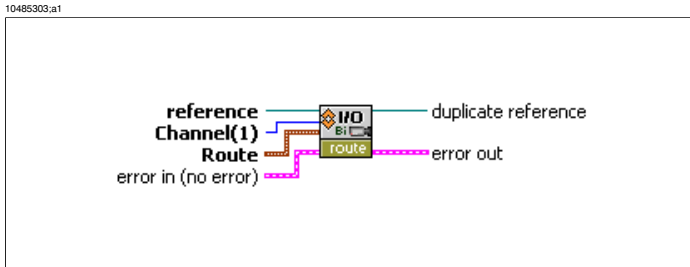 10485303;a1
reference
duplicate reference
Channel(1)
Route
error in (no error)
error out
I/O
Bi
route